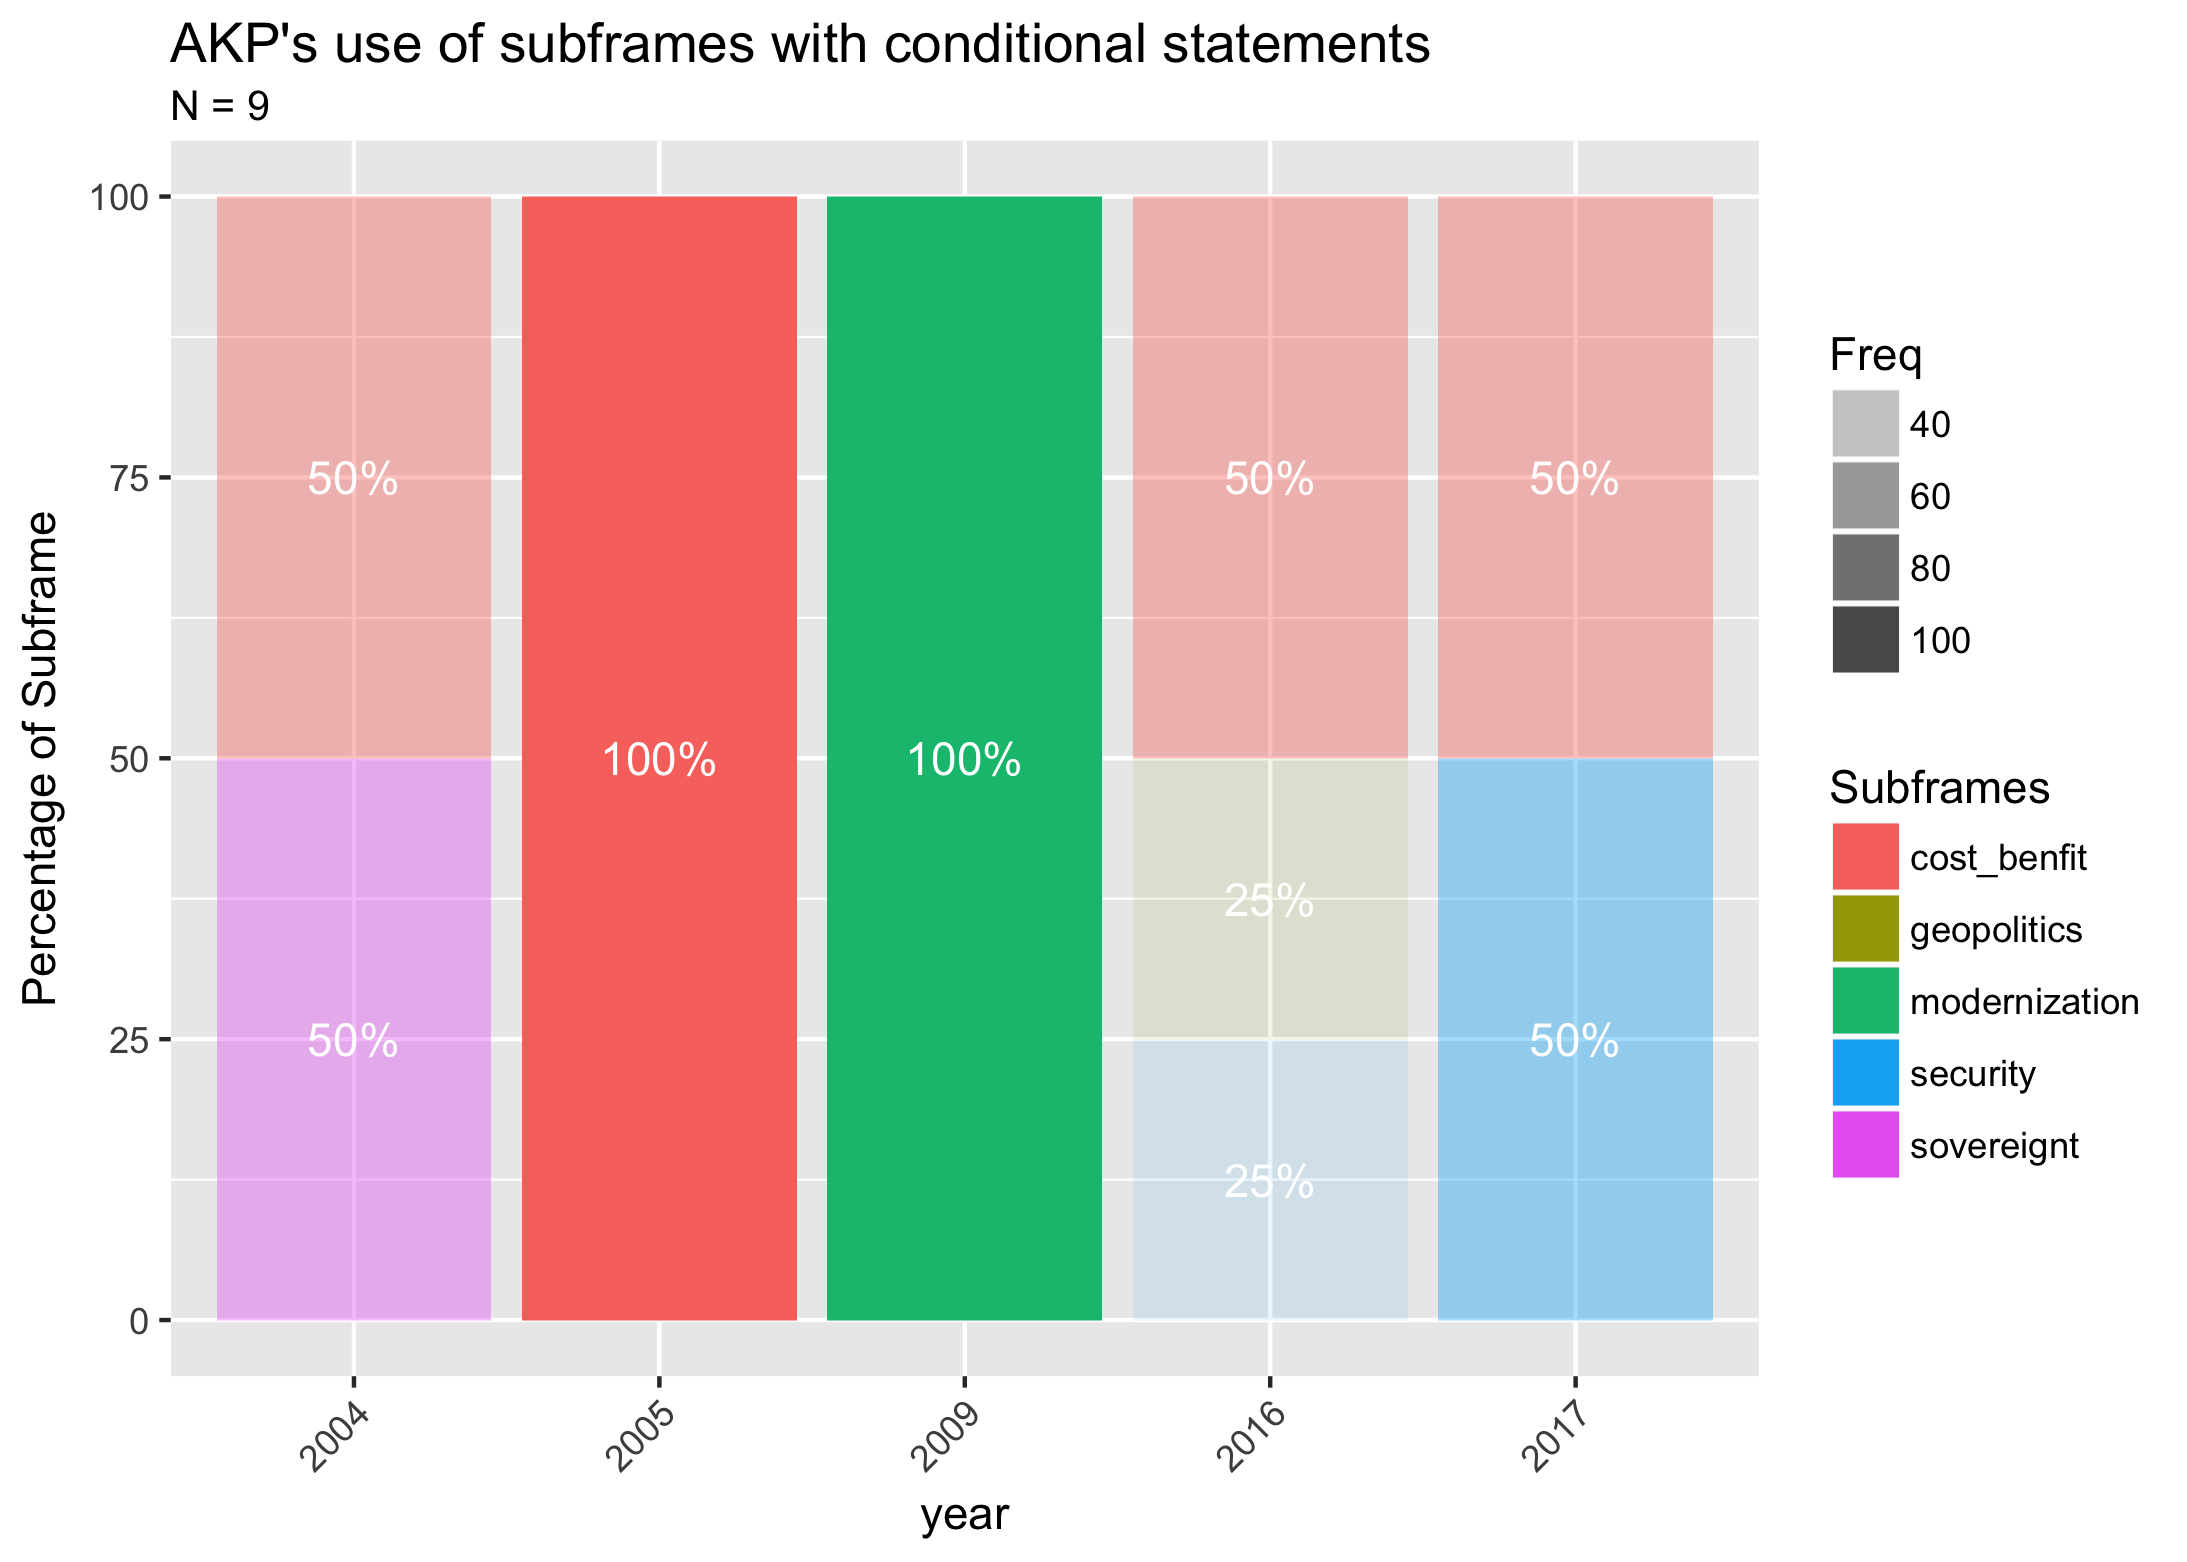 AKP's use of subframes with conditional statements
N = 9
Percentage of Subframe
100
75
50
25
0
50%
50%
100%
100%
50%
25%
25%
50%
50%
2004
2005
2009
2016
2017
year
Freq
40
60
80
100
Subframes
cost_benfit
geopolitics
modernization
security
sovereignt